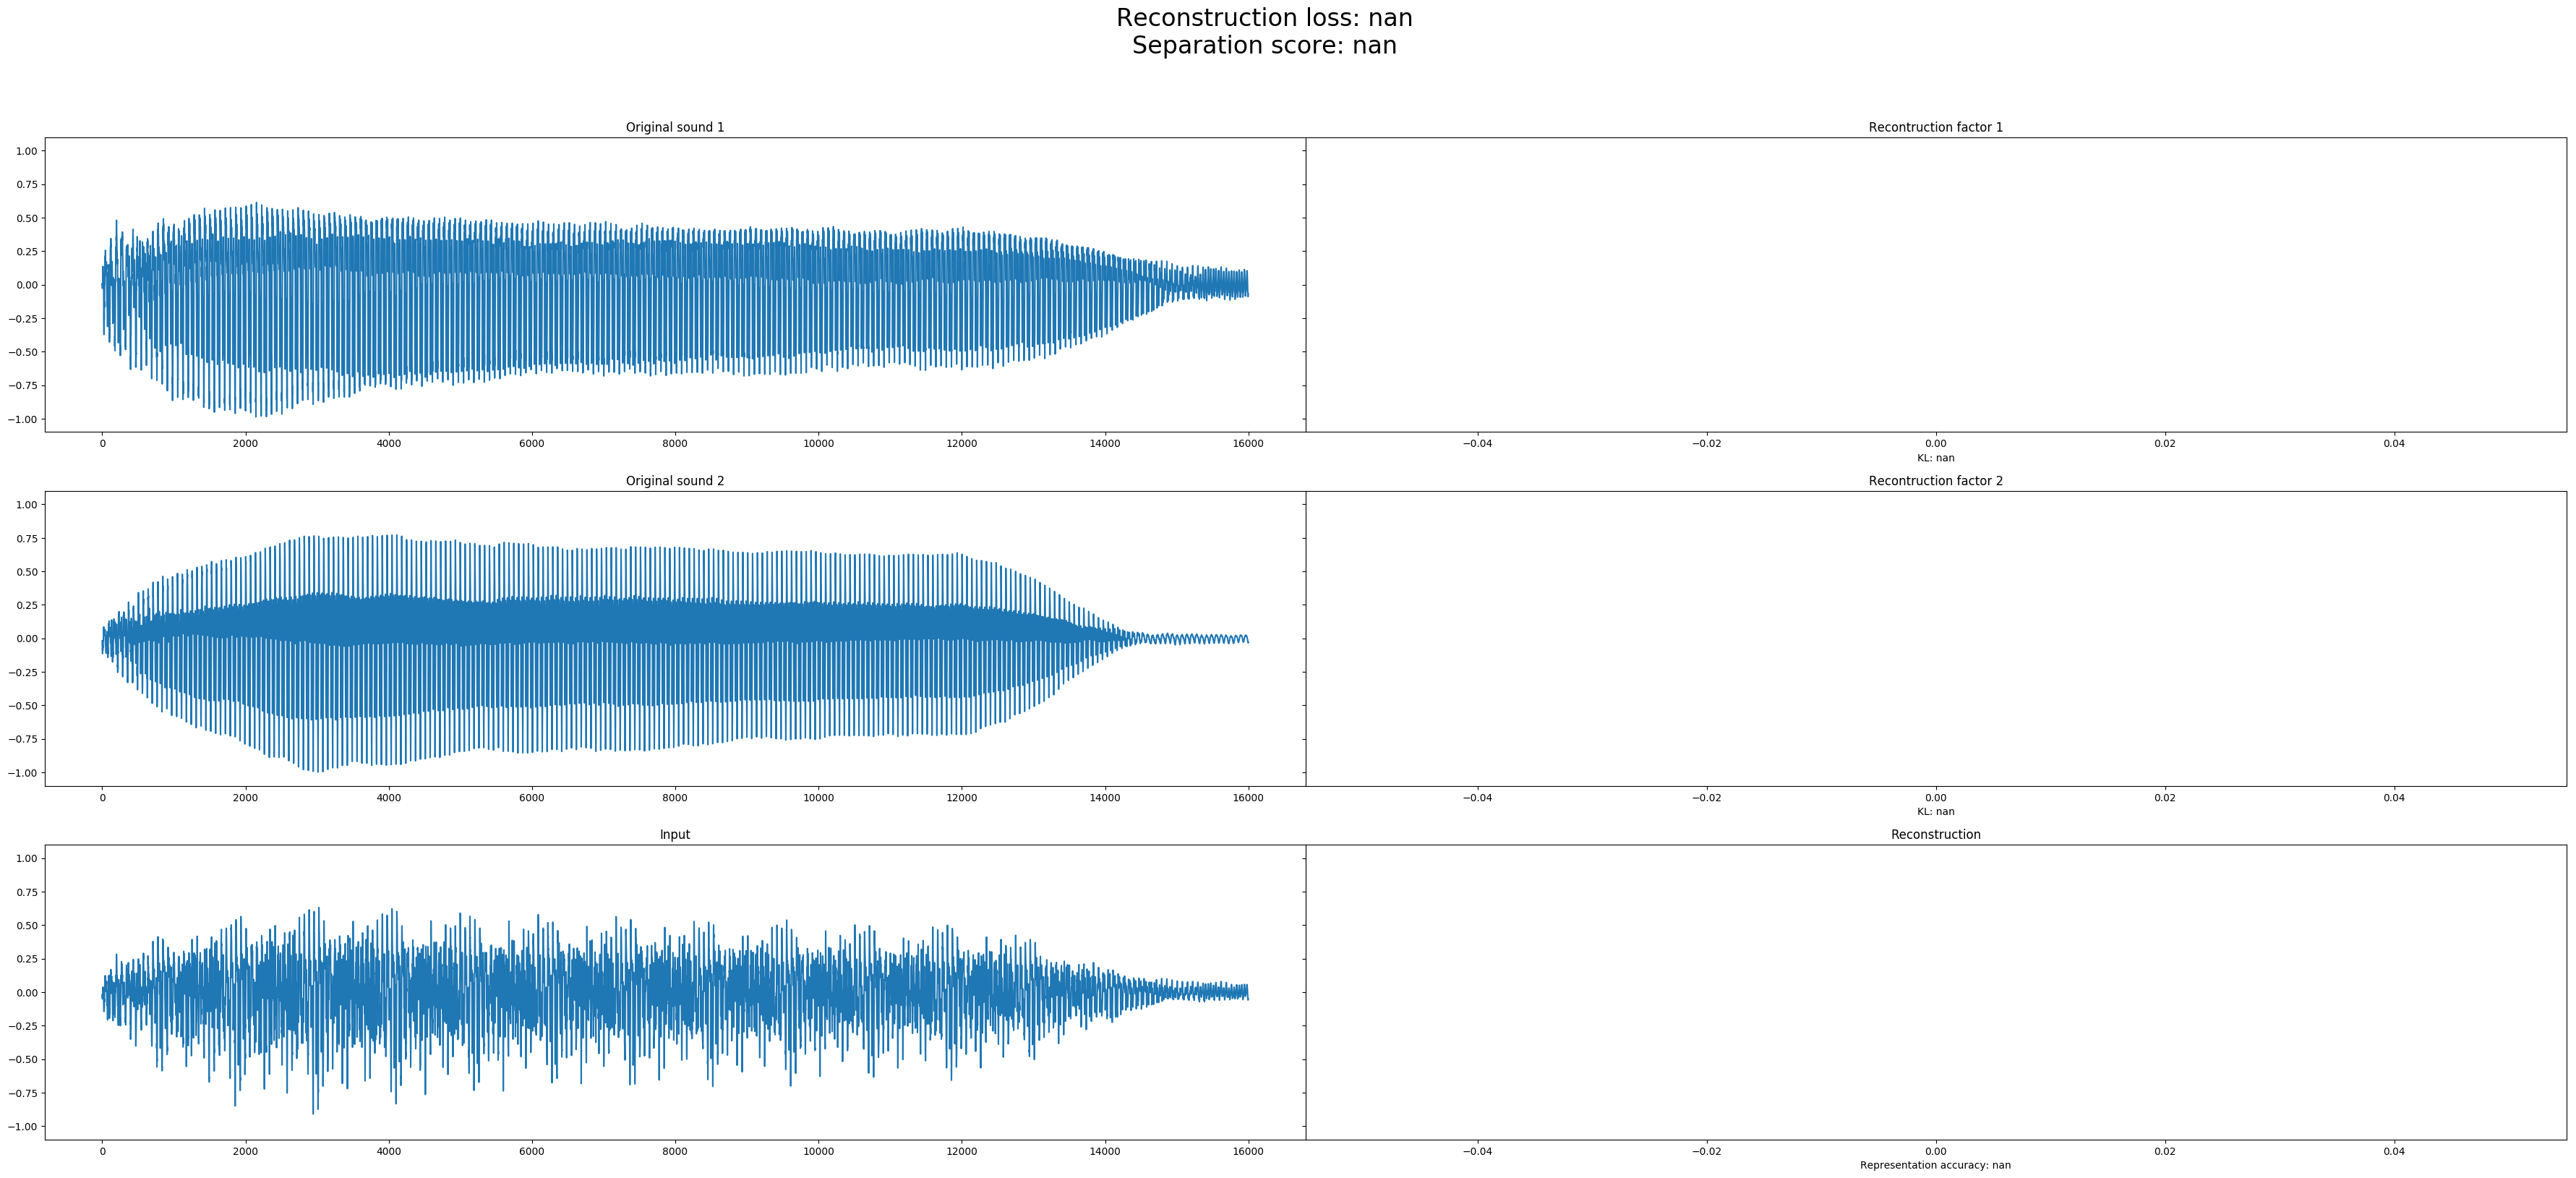 Reconstruction loss: nan
Separation score: nan
Original sound 1
Recontruction factor 1
1.00
0.75
0.50
0.25
0.00
−0.25
−0.50
−0.75
−1.00
0 2000 4000 6000 8000 10000 12000 14000 16000
−0.04 −0.02 0.00 0.02 0.04
KL: nan
Original sound 2
Recontruction factor 2
1.00
0.75
0.50
0.25
0.00
−0.25
−0.50
−0.75
−1.00
0 2000 4000 6000 8000 10000 12000 14000 16000
−0.04 −0.02 0.00 0.02 0.04
KL: nan
Input
Reconstruction
1.00
0.75
0.50
0.25
0.00
−0.25
−0.50
−0.75
−1.00
0 2000 4000 6000 8000 10000 12000 14000 16000
−0.04 −0.02 0.00 0.02 0.04
Representation accuracy: nan